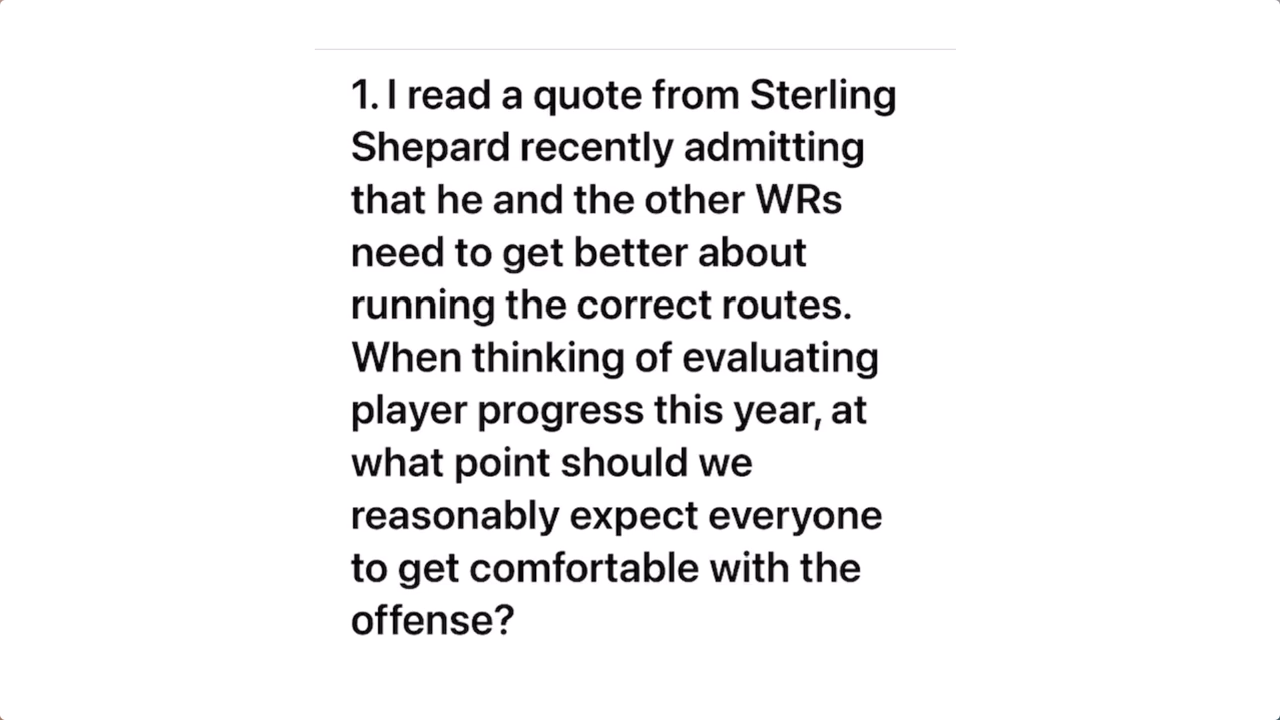 1. I read a quote from Sterling
Shepard recently admitting
that he and the other WRs
need to get better about
running the correct routes.
When thinking of evaluating
player progress this year, at
what point should we
reasonably expect everyone
to get comfortable with the
offense?